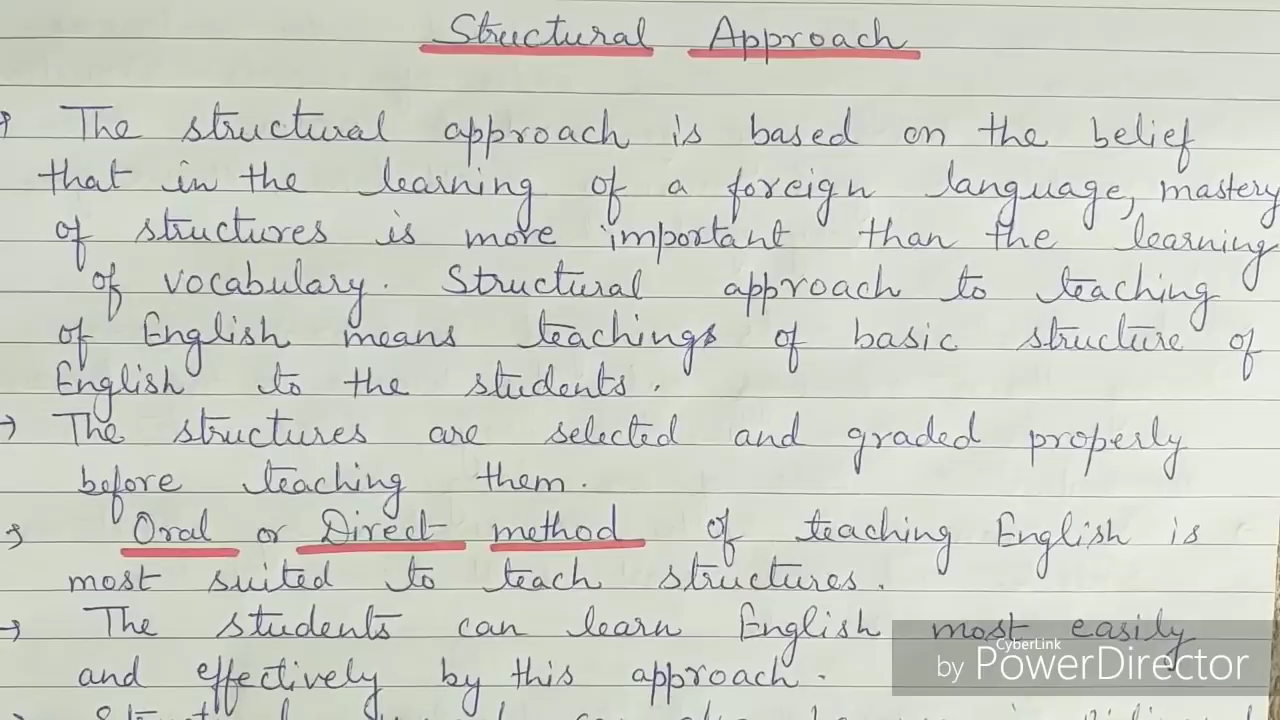 Structural Approach
→ The structural approach is based on the belief
that in the learning of a foreign language, mastery
of structures is more important than the learning
of vocabulary. Structural approach to teaching
of English means teachings of basic structure of
English to the students.
→ The structures are selected and graded properly
before teaching them.
→ Oral or Direct method of teaching English is
most suited to teach structures.
→ The students can learn English most easily
and effectively by this approach.
CyberLink
by PowerDirector